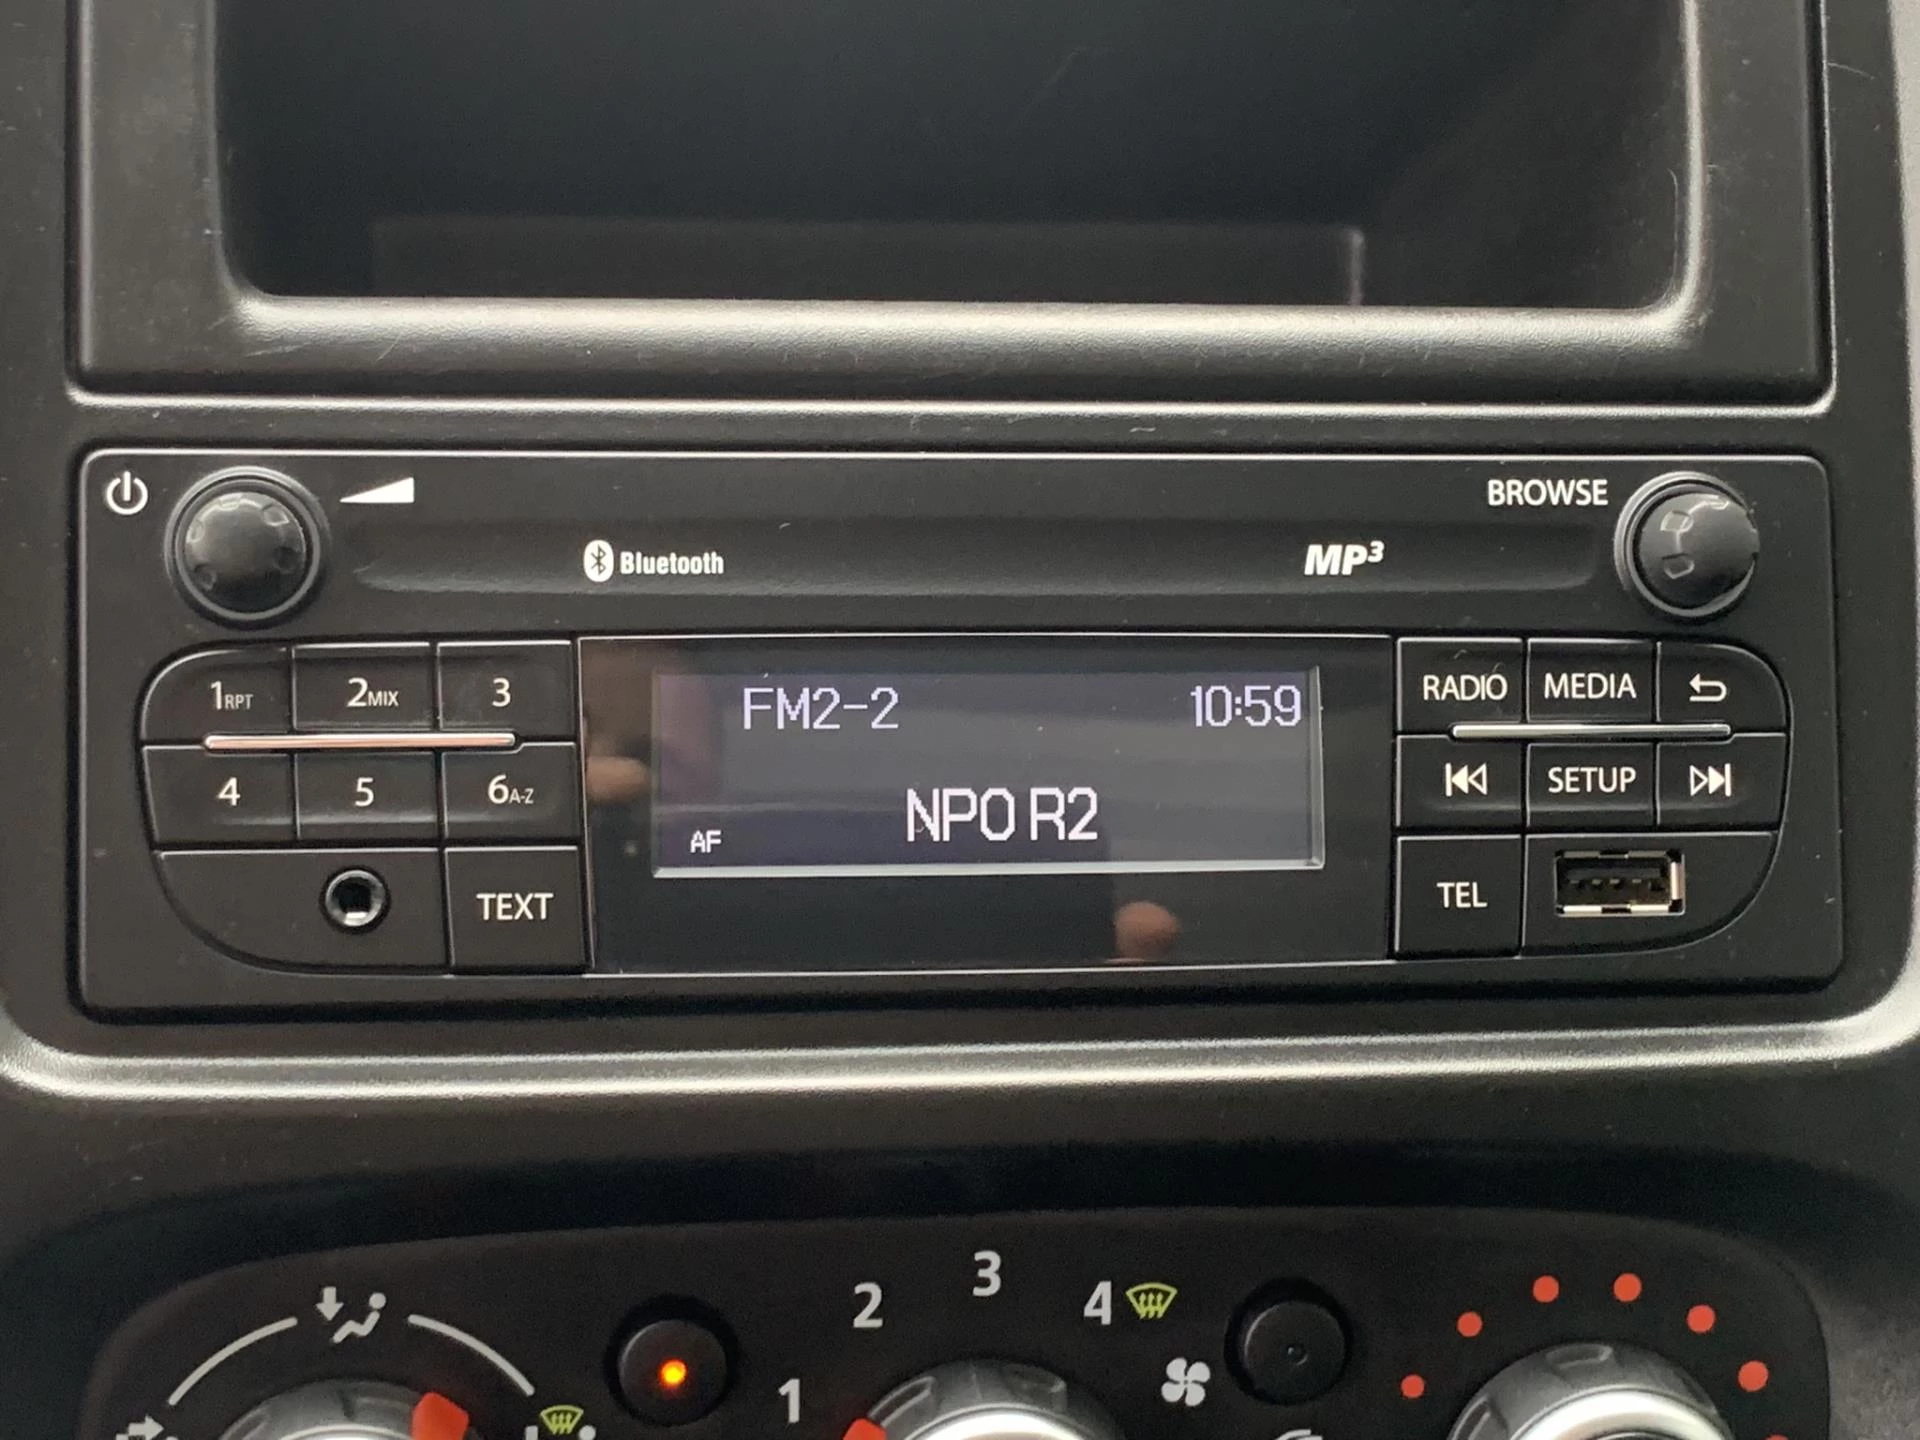 BROWSE
Bluetooth
MP3
1RPT
2MIX
3
4
5
6A-Z
TEXT
FM2-2
10:59
NPO R2
AF
RADIO
MEDIA
SETUP
TEL
1
2
3
4